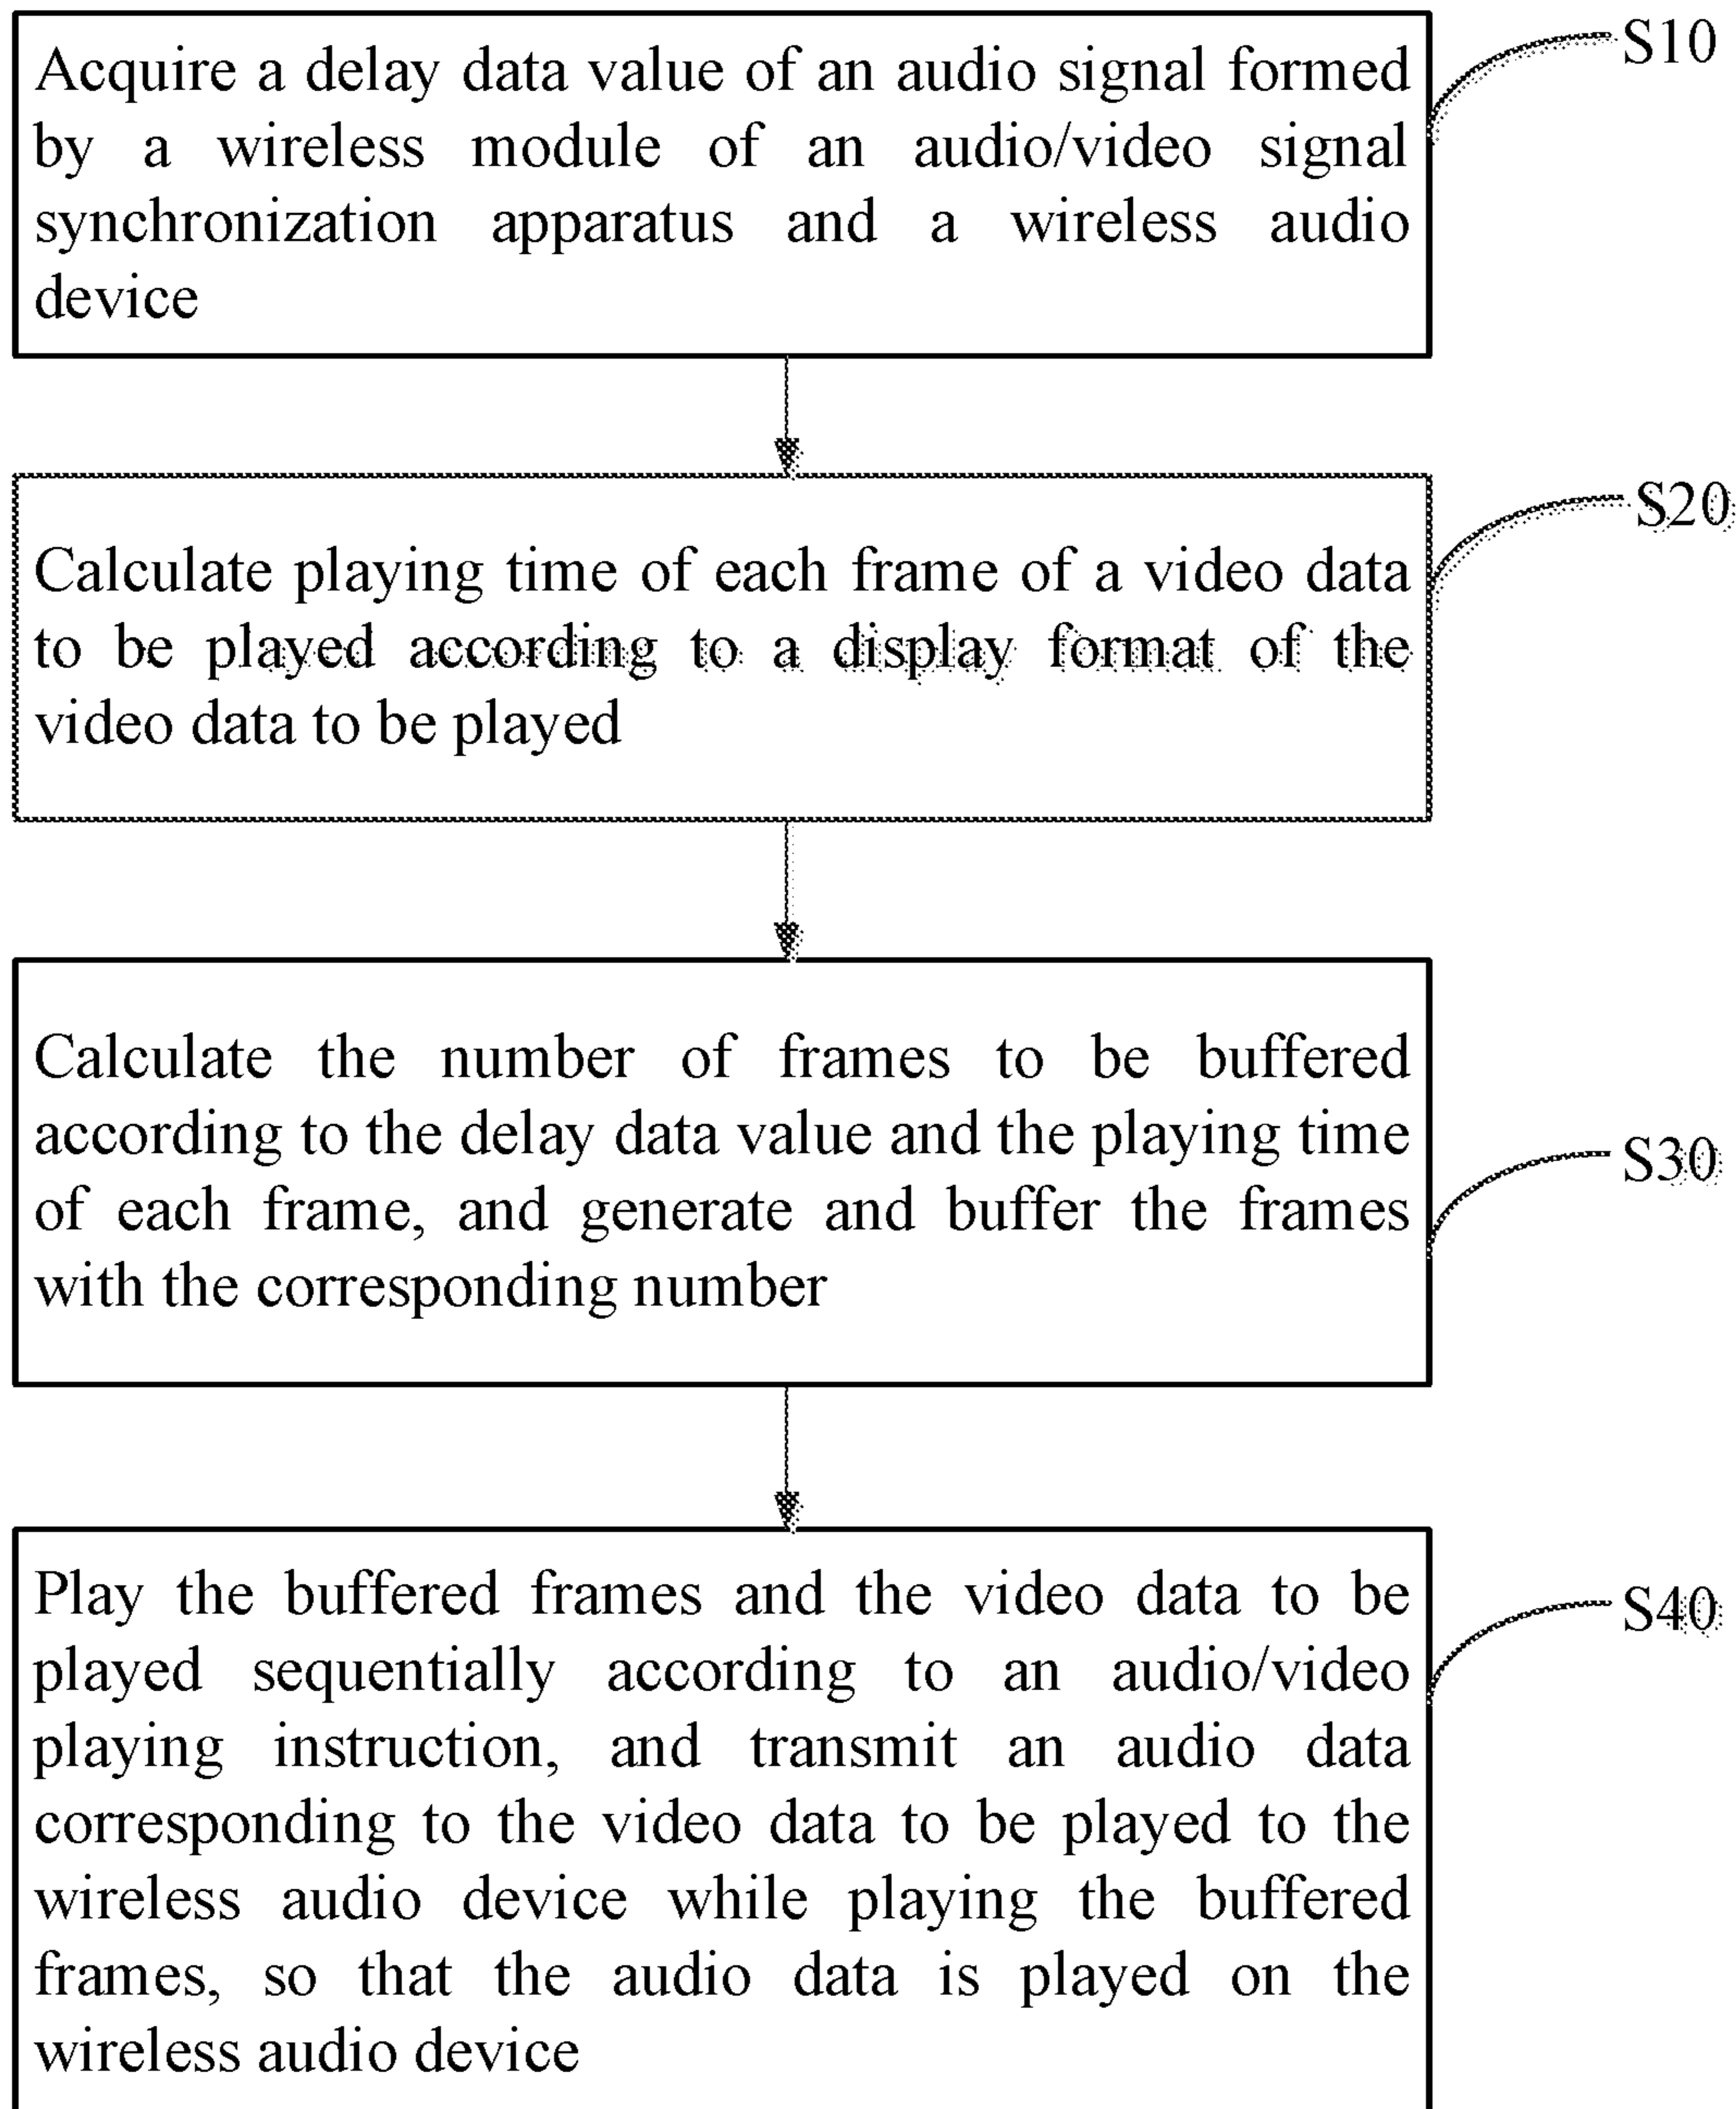 Acquire a delay data value of an audio signal formed
by a wireless module of an audio/video signal
synchronization apparatus and a wireless audio
device
S10
Calculate playing time of each frame of a video data
to be played according to a display format of the
video data to be played
S20
Calculate the number of frames to be buffered
according to the delay data value and the playing time
of each frame, and generate and buffer the frames
with the corresponding number
S30
Play the buffered frames and the video data to be
played sequentially according to an audio/video
playing instruction, and transmit an audio data
corresponding to the video data to be played to the
wireless audio device while playing the buffered
frames, so that the audio data is played on the
wireless audio device
S40